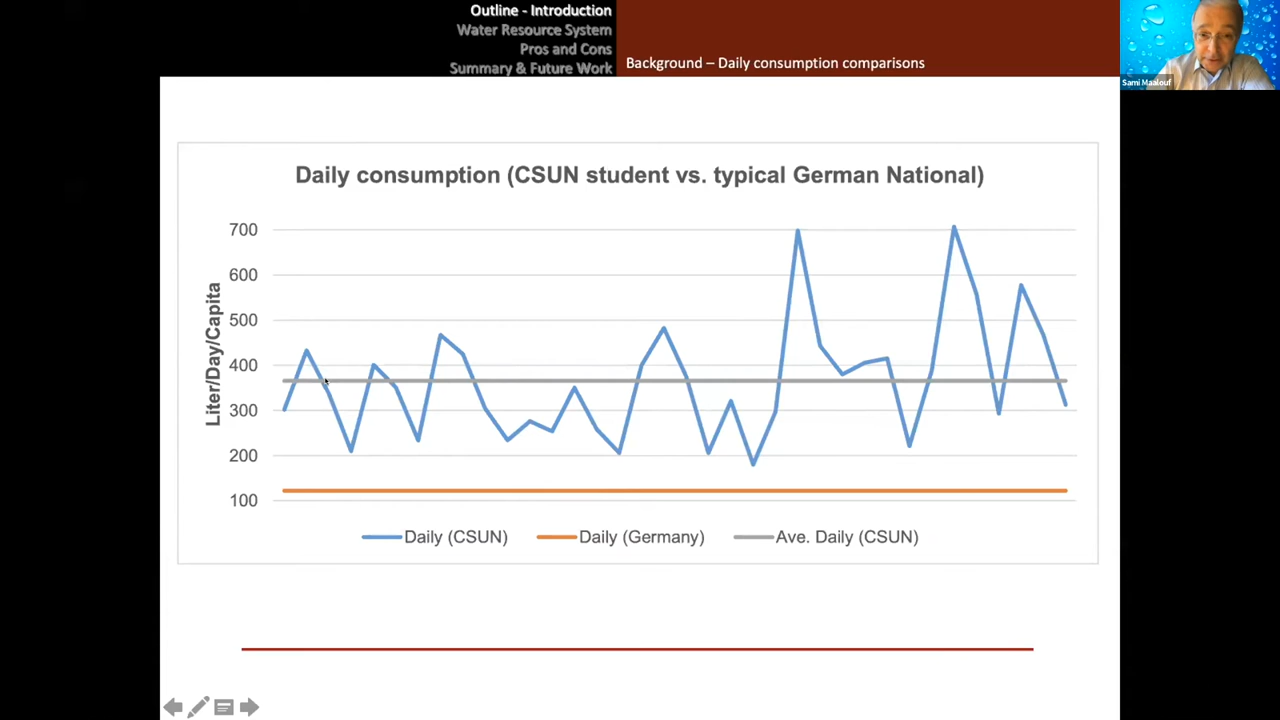 Outline - Introduction
Water Resource System
Pros and Cons
Summary & Future Work
Background – Daily consumption comparisons
Sami Maalouf
Daily consumption (CSUN student vs. typical German National)
Liter/Day/Capita
700
600
500
400
300
200
100
Daily (CSUN)
Daily (Germany)
Ave. Daily (CSUN)